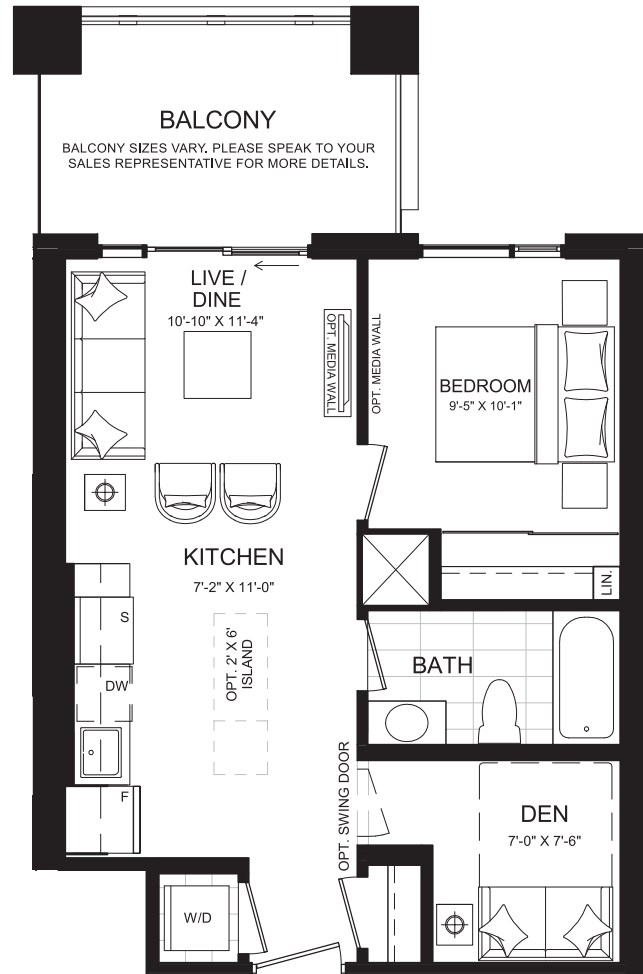 BALCONY
BALCONY SIZES VARY. PLEASE SPEAK TO YOUR
SALES REPRESENTATIVE FOR MORE DETAILS.
LIVE /
DINE
10'-10" X 11'-4"
OPT. MEDIA WALL
OPT. MEDIA WALL
BEDROOM
9'-5" X 10'-1"
KITCHEN
7'-2" X 11'-0"
LIN.
S
OPT. 2' X 6'
ISLAND
BATH
DW
OPT. SWING DOOR
F
DEN
7'-0" X 7'-6"
W/D